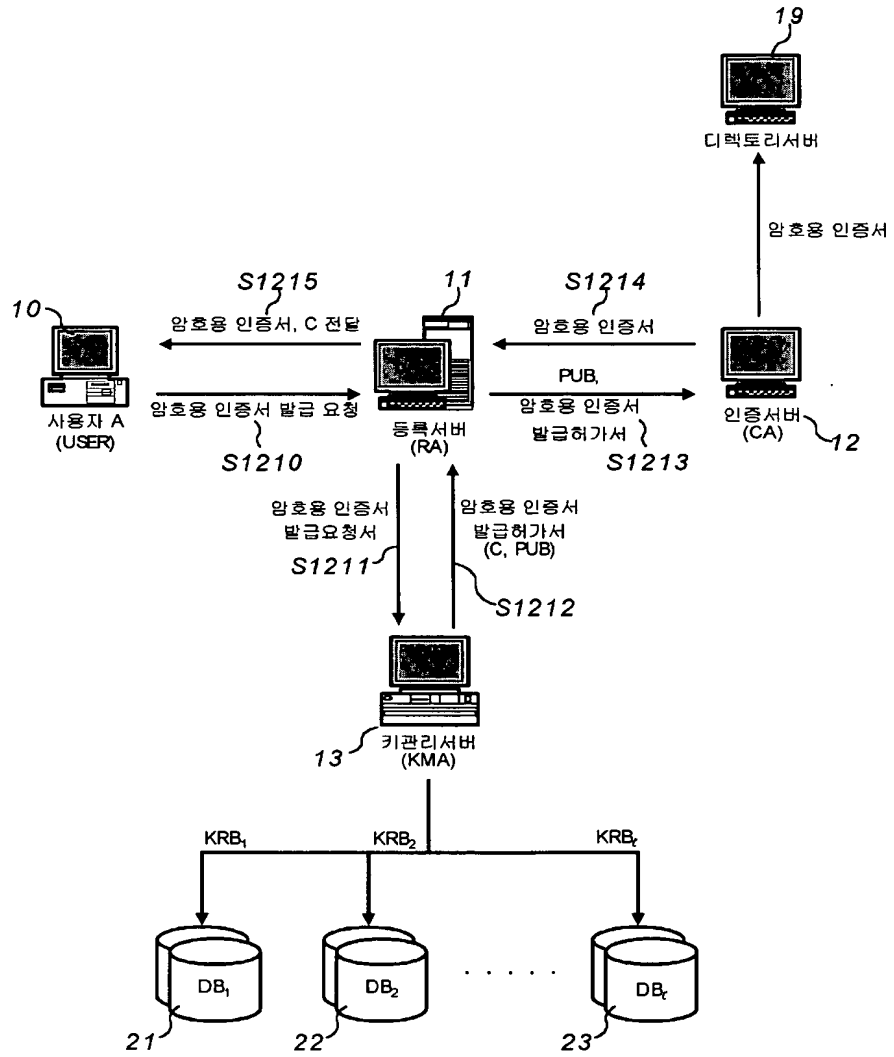 19
디렉토리서버
암호용 인증서
S1215
11
S1214
10
암호용 인증서, C 전달
암호용 인증서
암호용 인증서 발급 요청
PUB,
암호용 인증서
발급허가서
사용자 A
(USER)
등록서버
(RA)
인증서버
(CA)
12
S1210
S1213
암호용 인증서
발급요청서
암호용 인증서
발급허가서
(C, PUB)
S1211
S1212
13
키관리서버
(KMA)
KRB₁
KRB₂
KRBℓ
DB₁
DB₂
. . . . .
DBℓ
21
22
23